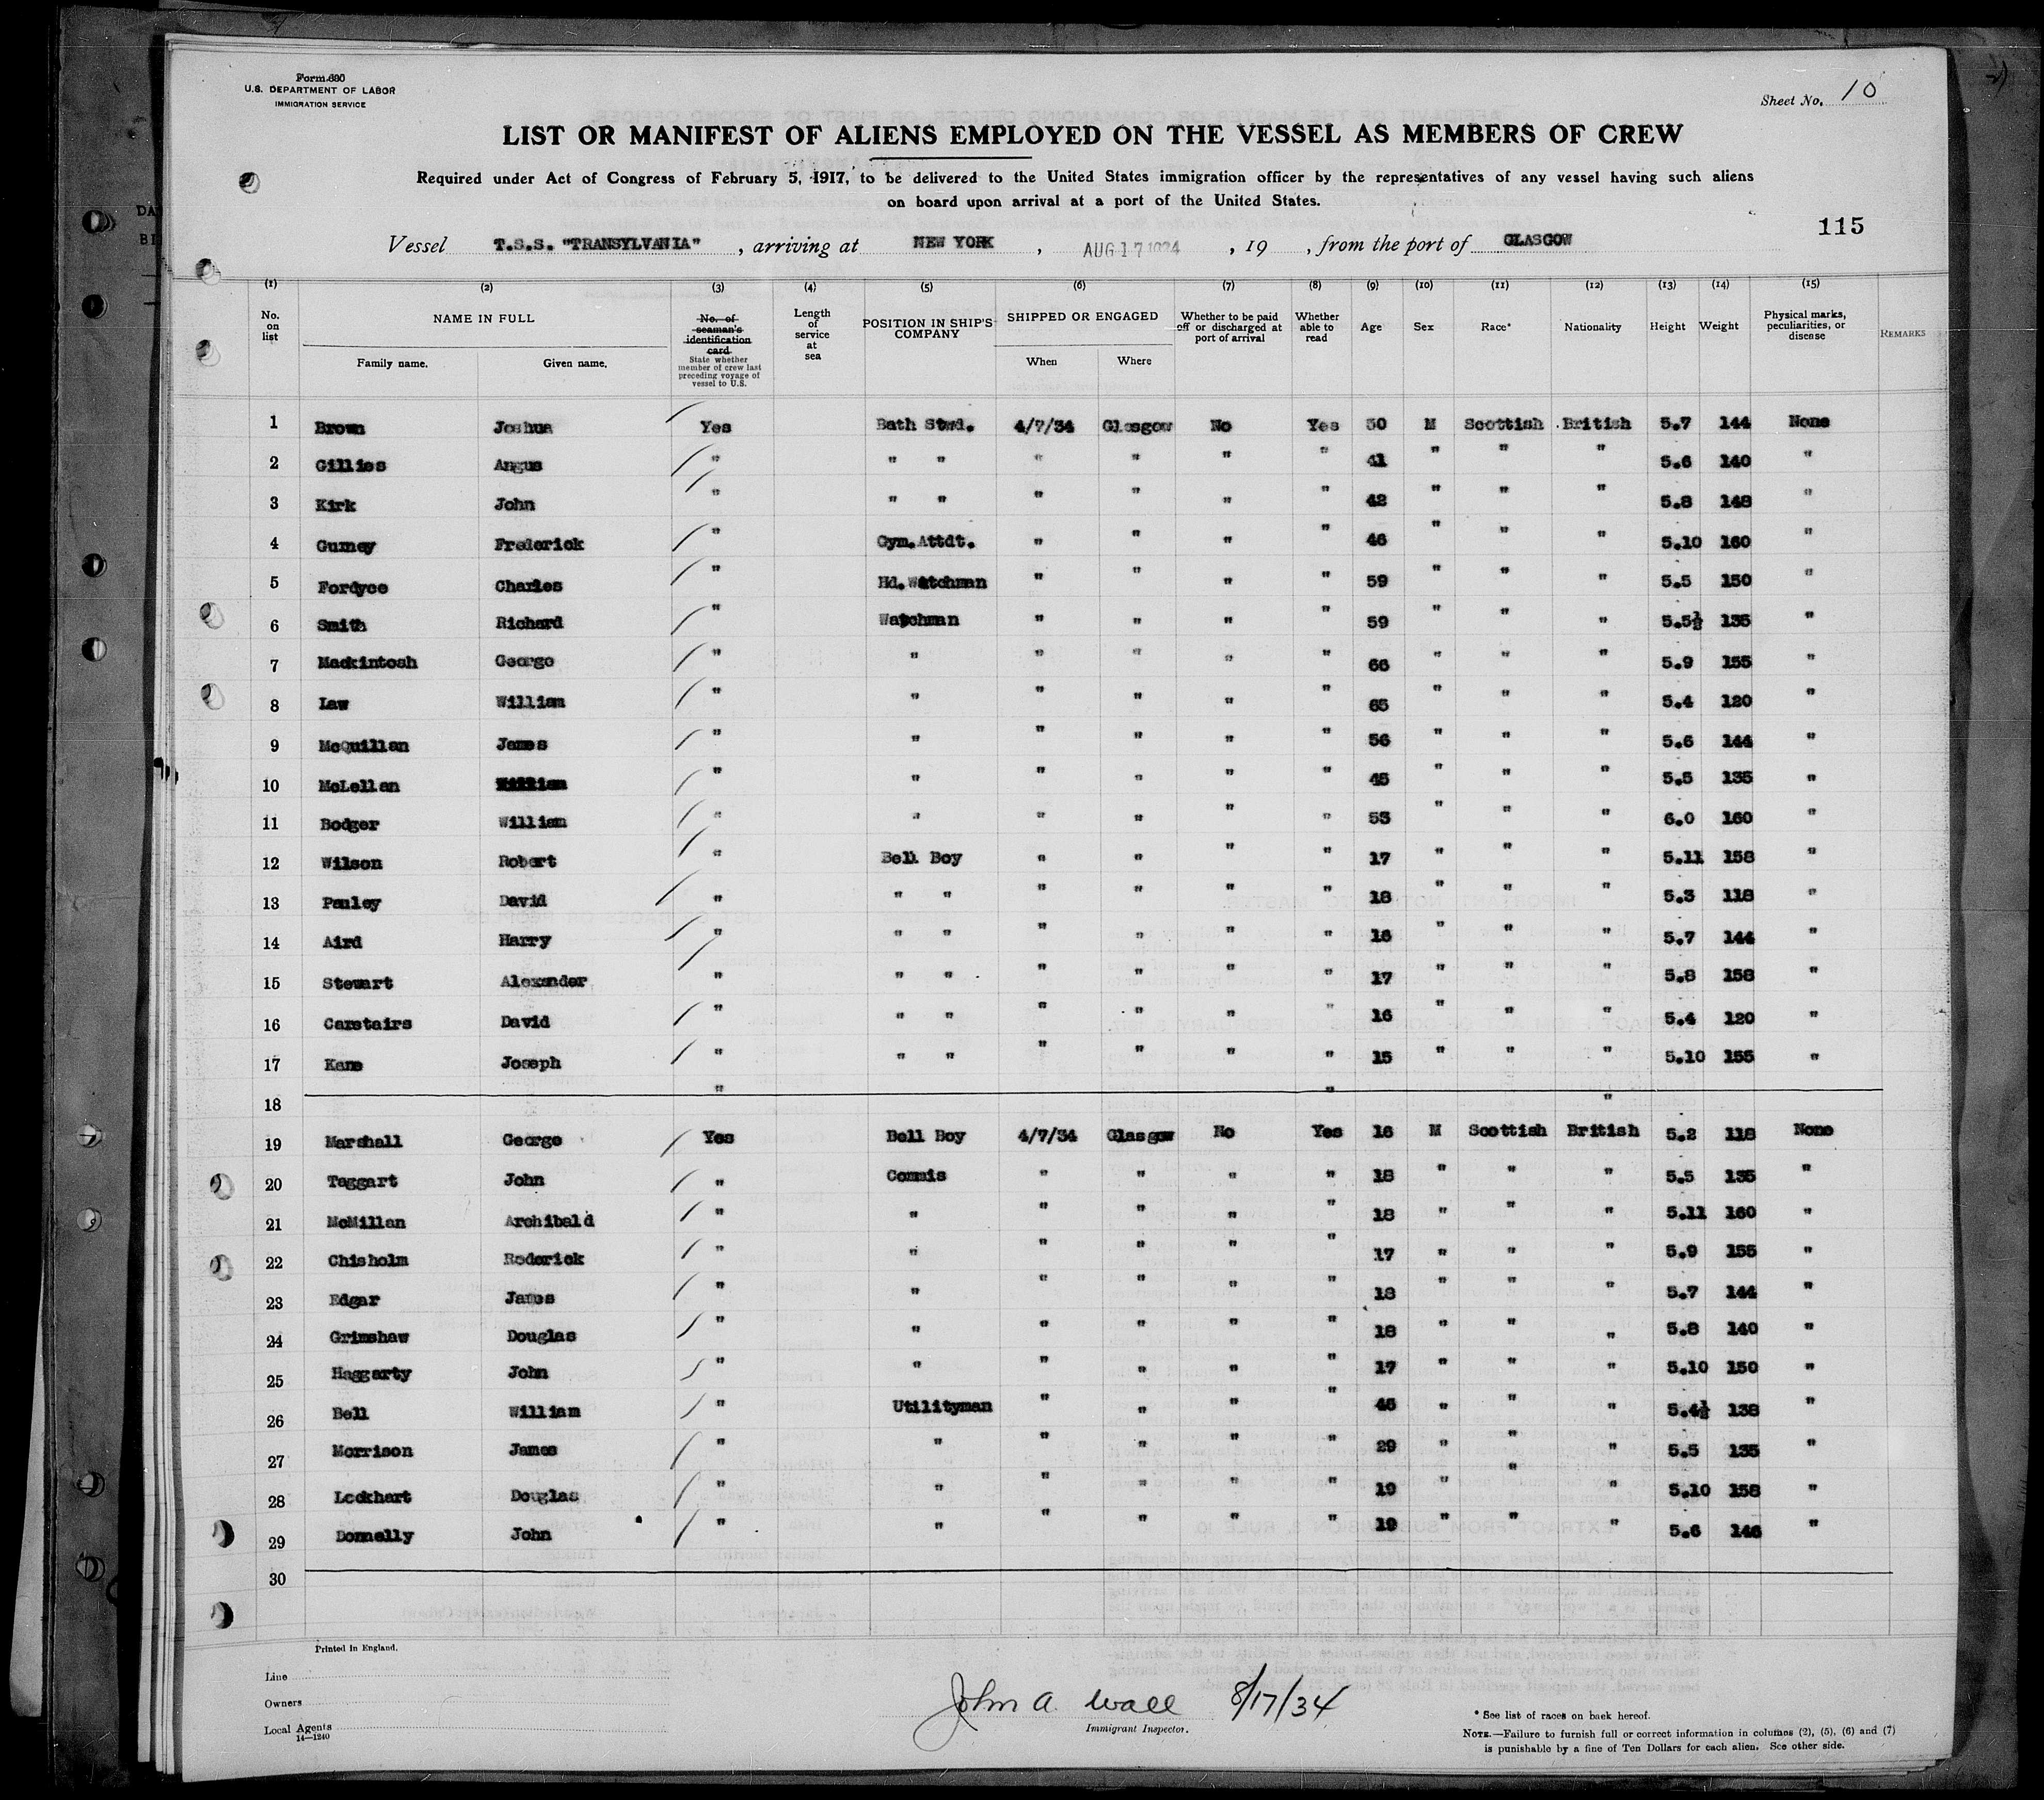 Form 680
U.S. DEPARTMENT OF LABOR
IMMIGRATION SERVICE
Sheet No. 10
LIST OR MANIFEST OF ALIENS EMPLOYED ON THE VESSEL AS MEMBERS OF CREW
Required under Act of Congress of February 5, 1917, to be delivered to the United States immigration officer by the representatives of any vessel having such aliens
on board upon arrival at a port of the United States.
115
Vessel T.S.S. "TRANSYLVANIA", arriving at NEW YORK, AUG 17 1934, 19 , from the port of GLASGOW
(1) (2) (3) (4) (5) (6) (7) (8) (9) (10) (11) (12) (13) (14) (15)
No. on list NAME IN FULL Family name. Given name. No. of seaman's identification card State whether member of crew last preceding voyage of vessel to U.S. Length of service at sea POSITION IN SHIP'S COMPANY SHIPPED OR ENGAGED When Where Whether to be paid off or discharged at port of arrival Whether able to read Age Sex Race* Nationality Height Weight Physical marks, peculiarities, or disease REMARKS
1 Brown Joshua Yes Bath Stwd. 4/7/34 Glasgow No Yes 50 M Scottish British 5.7 144 None
2 Gillies Angus " " " " " " " 41 " " " 5.6 140 "
3 Kirk John " " " " " " " 42 " " " 5.8 148 "
4 Gurney Frederick " Gym.Attdt. " " " " 46 " " " 5.10 160 "
5 Fordyce Charles " Hd.Watchman " " " " 59 " " " 5.5 150 "
6 Smith Richard " Watchman " " " " 59 " " " 5.5½ 135 "
7 Mackintosh George " " " " " " 66 " " " 5.9 155 "
8 Law William " " " " " " 65 " " " 5.4 120 "
9 McQuillan James " " " " " " 56 " " " 5.6 144 "
10 McLellan William " " " " " " 45 " " " 5.5 135 "
11 Bodger William " " " " " " 53 " " " 6.0 160 "
12 Wilson Robert " Bell Boy " " " " 17 " " " 5.11 158 "
13 Pauley David " " " " " " " 18 " " " 5.3 118 "
14 Aird Harry " " " " " " " 16 " " " 5.7 144 "
15 Stewart Alexander " " " " " " " 17 " " " 5.8 158 "
16 Carstairs David " " " " " " " 16 " " " 5.4 120 "
17 Kane Joseph " " " " " " " 15 " " " 5.10 155 "
18 " " "
19 Marshall George Yes Bell Boy 4/7/34 Glasgow No Yes 16 M Scottish British 5.2 118 None
20 Taggart John " Commis " " " " 18 " " " 5.5 135 "
21 McMillan Archibald " " " " " " 18 " " " 5.11 160 "
22 Chisholm Roderick " " " " " " 17 " " " 5.9 155 "
23 Edgar James " " " " " " 18 " " " 5.7 144 "
24 Grimshaw Douglas " " " " " " 18 " " " 5.8 140 "
25 Haggarty John " " " " " " 17 " " " 5.10 150 "
26 Bell William " Utilityman " " " " 46 " " " 5.4½ 138 "
27 Morrison James " " " " " " 29 " " " 5.5 135 "
28 Lockhart Douglas " " " " " " 19 " " " 5.10 158 "
29 Donnelly John " " " " " " 19 " " " 5.6 146 "
30
Printed in England.
Line
Owners
Local Agents
14—1240
John A. Wall 8/17/34
Immigrant Inspector.
* See list of races on back hereof.
NOTE.—Failure to furnish full or correct information in columns (2), (5), (6) and (7)
is punishable by a fine of Ten Dollars for each alien. See other side.